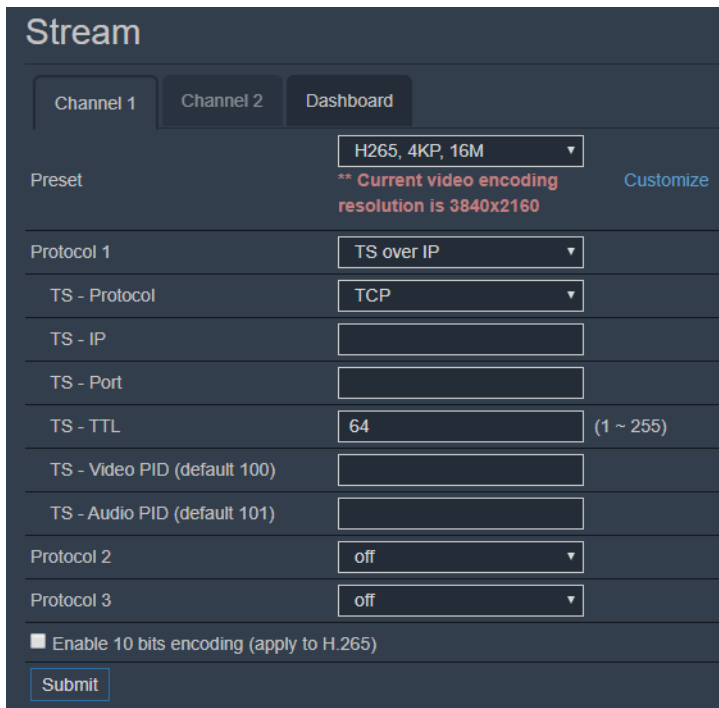 Stream
Channel 1 Channel 2 Dashboard
Preset
H265, 4KP, 16M
** Current video encoding
resolution is 3840x2160
Customize
Protocol 1 TS over IP
TS - Protocol TCP
TS - IP
TS - Port
TS - TTL 64 (1 ~ 255)
TS - Video PID (default 100)
TS - Audio PID (default 101)
Protocol 2 off
Protocol 3 off
Enable 10 bits encoding (apply to H.265)
Submit